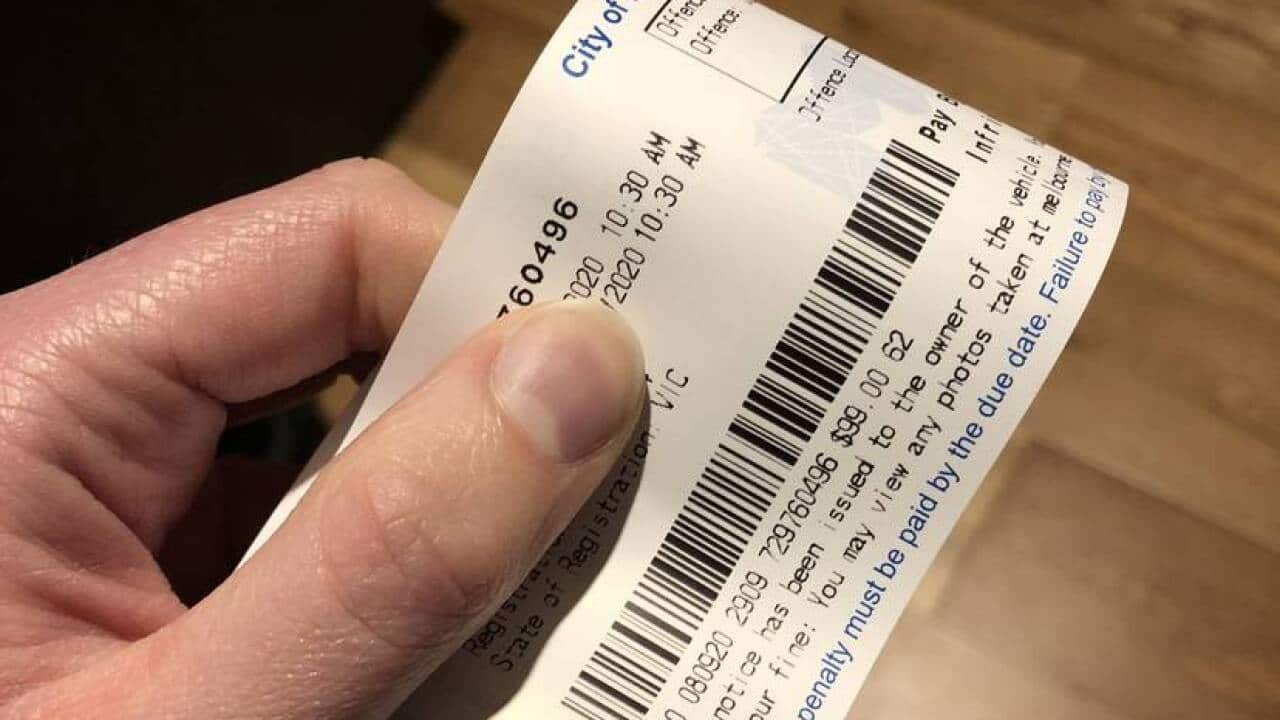 City of
Offence
Offence
760496
2020 10:30 AM
/2020 10:30 AM
Offence
Registration
State of Registration: VIC
Pay
080920 2909 729760496 $99.00 62
notice has been issued to the owner of the vehicle.
our fine: You may view any photos taken at melbourne
penalty must be paid by the due date. Failure to pay by